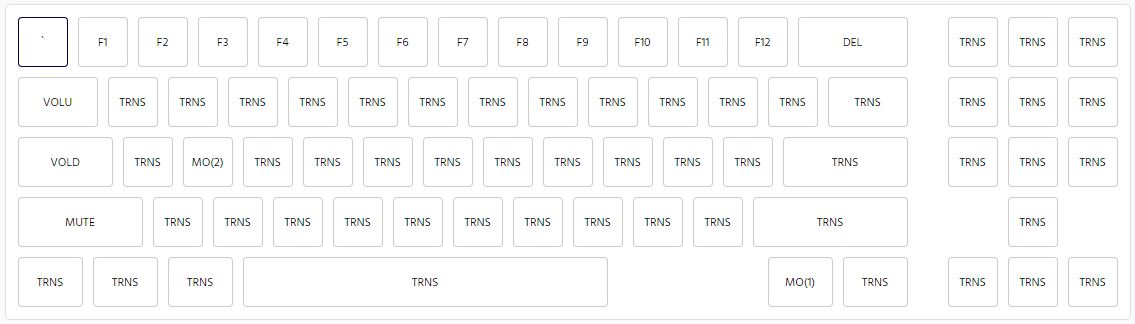 ` F1 F2 F3 F4 F5 F6 F7 F8 F9 F10 F11 F12 DEL TRNS TRNS TRNS
VOLU TRNS TRNS TRNS TRNS TRNS TRNS TRNS TRNS TRNS TRNS TRNS TRNS TRNS TRNS TRNS TRNS
VOLD TRNS MO(2) TRNS TRNS TRNS TRNS TRNS TRNS TRNS TRNS TRNS TRNS TRNS TRNS TRNS
MUTE TRNS TRNS TRNS TRNS TRNS TRNS TRNS TRNS TRNS TRNS TRNS TRNS
TRNS TRNS TRNS TRNS MO(1) TRNS TRNS TRNS TRNS